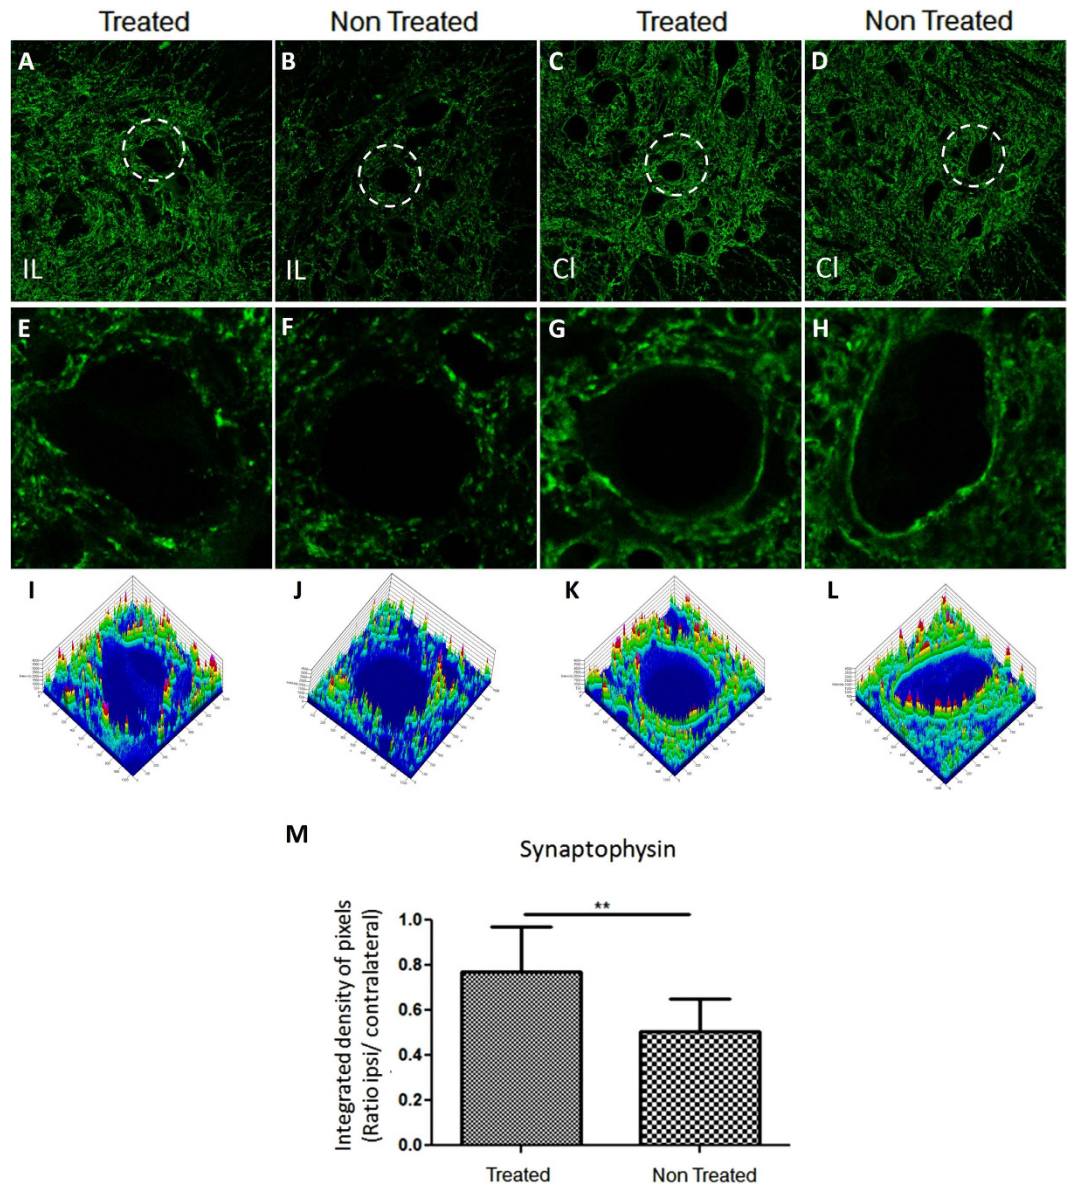 Treated Non Treated Treated Non Treated
A B C D
IL IL Cl Cl
E F G H
I J K L
M
Synaptophysin
Integrated density of pixels
(Ratio ipsi/ contralateral)
**
1.0
0.8
0.6
0.4
0.2
0.0
Treated Non Treated